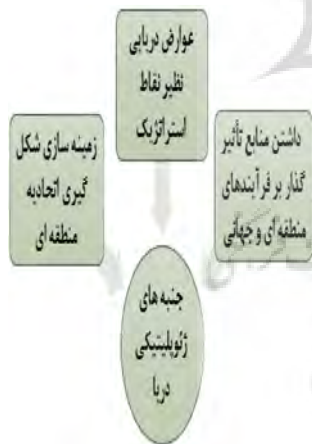 عوارض دریایی
نظیر نقاط
استراتژیک
داشتن منابع تأثیر
گذار بر فرآیندهای
منطقه ای و جهانی
زمینه سازی شکل
گیری اتحادیه
منطقه ای
جنبه های
ژئوپلیتیکی
دریا